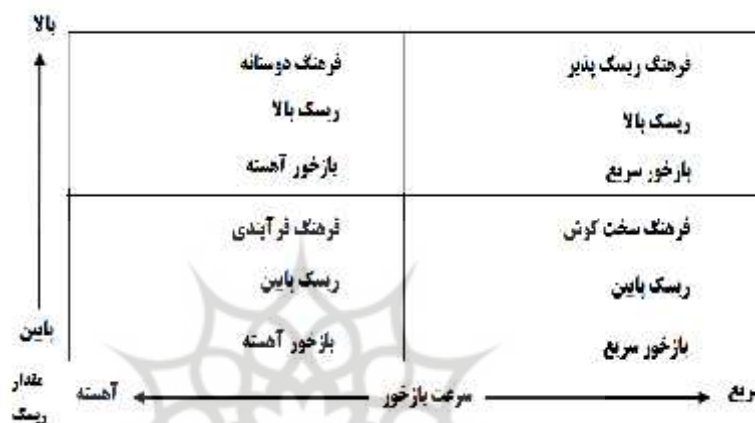 بالا
فرهنگ ریسک پذیر
ریسک بالا
بازخور سریع
فرهنگ دوستانه
ریسک بالا
بازخور آهسته
فرهنگ سخت کوش
ریسک پایین
بازخور سریع
فرهنگ فرآیندی
ریسک پایین
بازخور آهسته
پایین
مقدار
ریسک
سرعت بازخور
آهسته